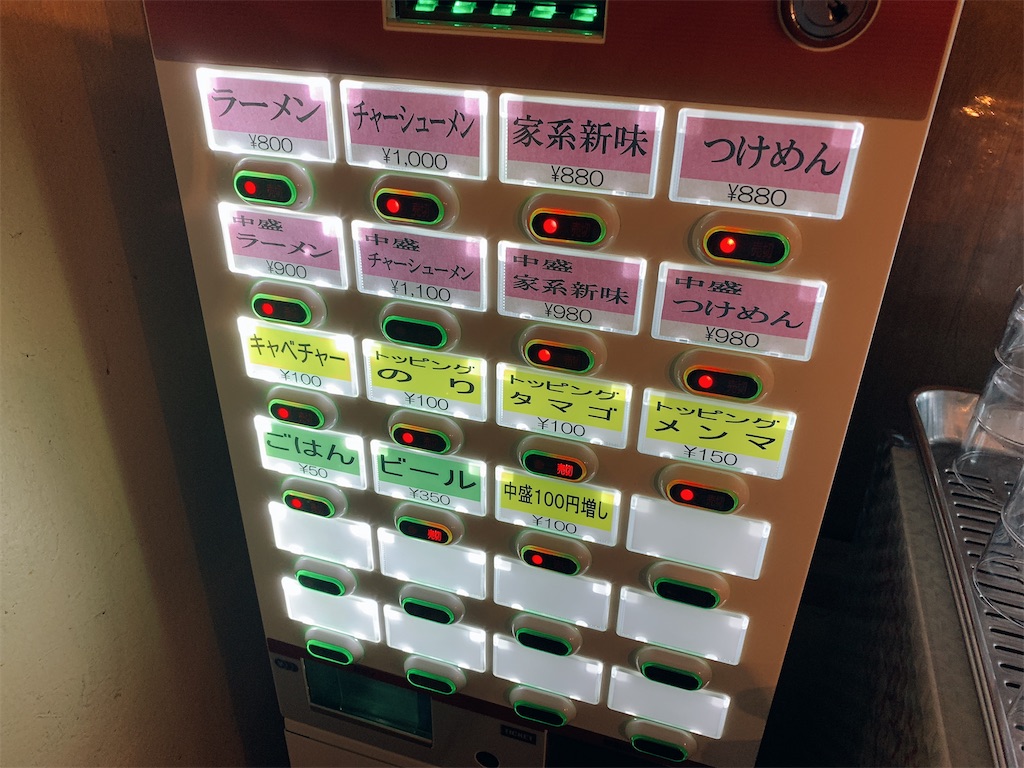 ラーメン
¥800
チャーシューメン
¥1,000
家系新味
¥880
つけめん
¥880
中盛
ラーメン
¥900
中盛
チャーシューメン
¥1,100
中盛
家系新味
¥980
中盛
つけめん
¥980
キャベチャー
¥100
トッピング
のり
¥100
トッピング
タマゴ
¥100
トッピング
メンマ
¥150
ごはん
¥50
ビール
¥350
中盛100円増し
¥100
TICKET